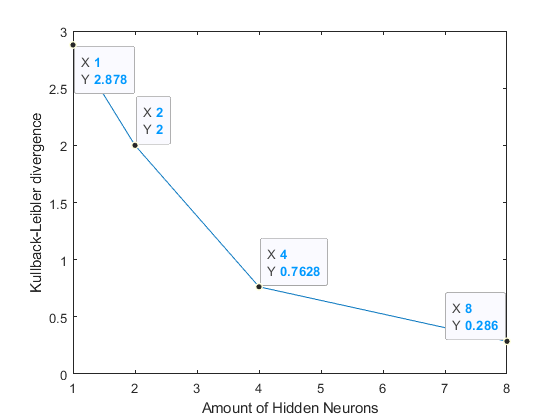 3
X 1
Y 2.878
2.5
X 2
Y 2
2
Kullback-Leibler divergence
1.5
X 4
Y 0.7628
1
X 8
Y 0.286
0.5
0
1 2 3 4 5 6 7 8
Amount of Hidden Neurons